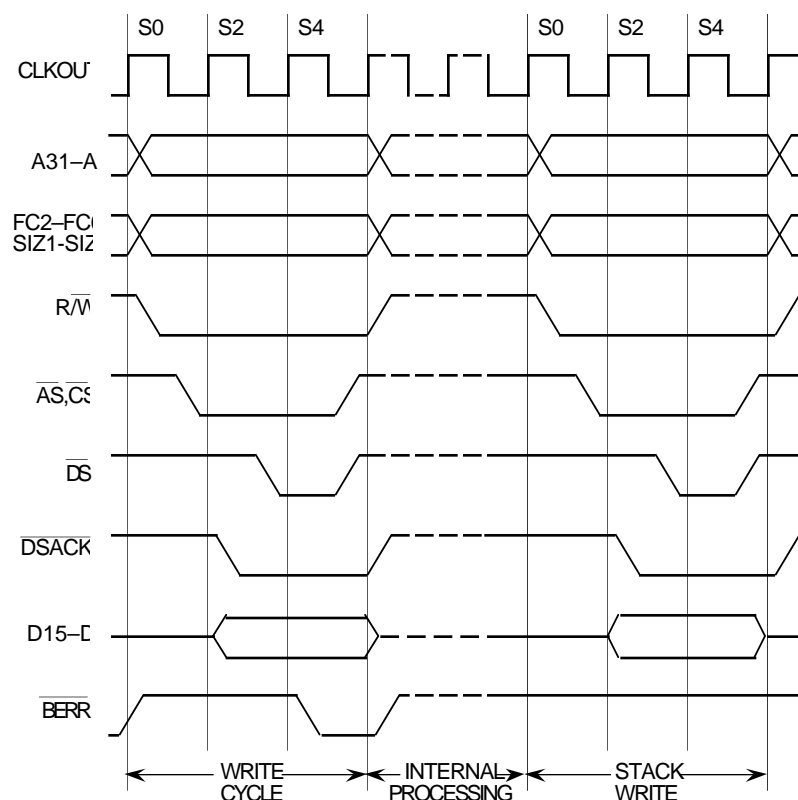 S0 S2 S4 S0 S2 S4
CLKOU
A31–A
FC2–FC
SIZ1-SIZ
R/W
AS,CS
DS
DSACK
D15–D
BERR
WRITE CYCLE
INTERNAL PROCESSING
STACK WRITE